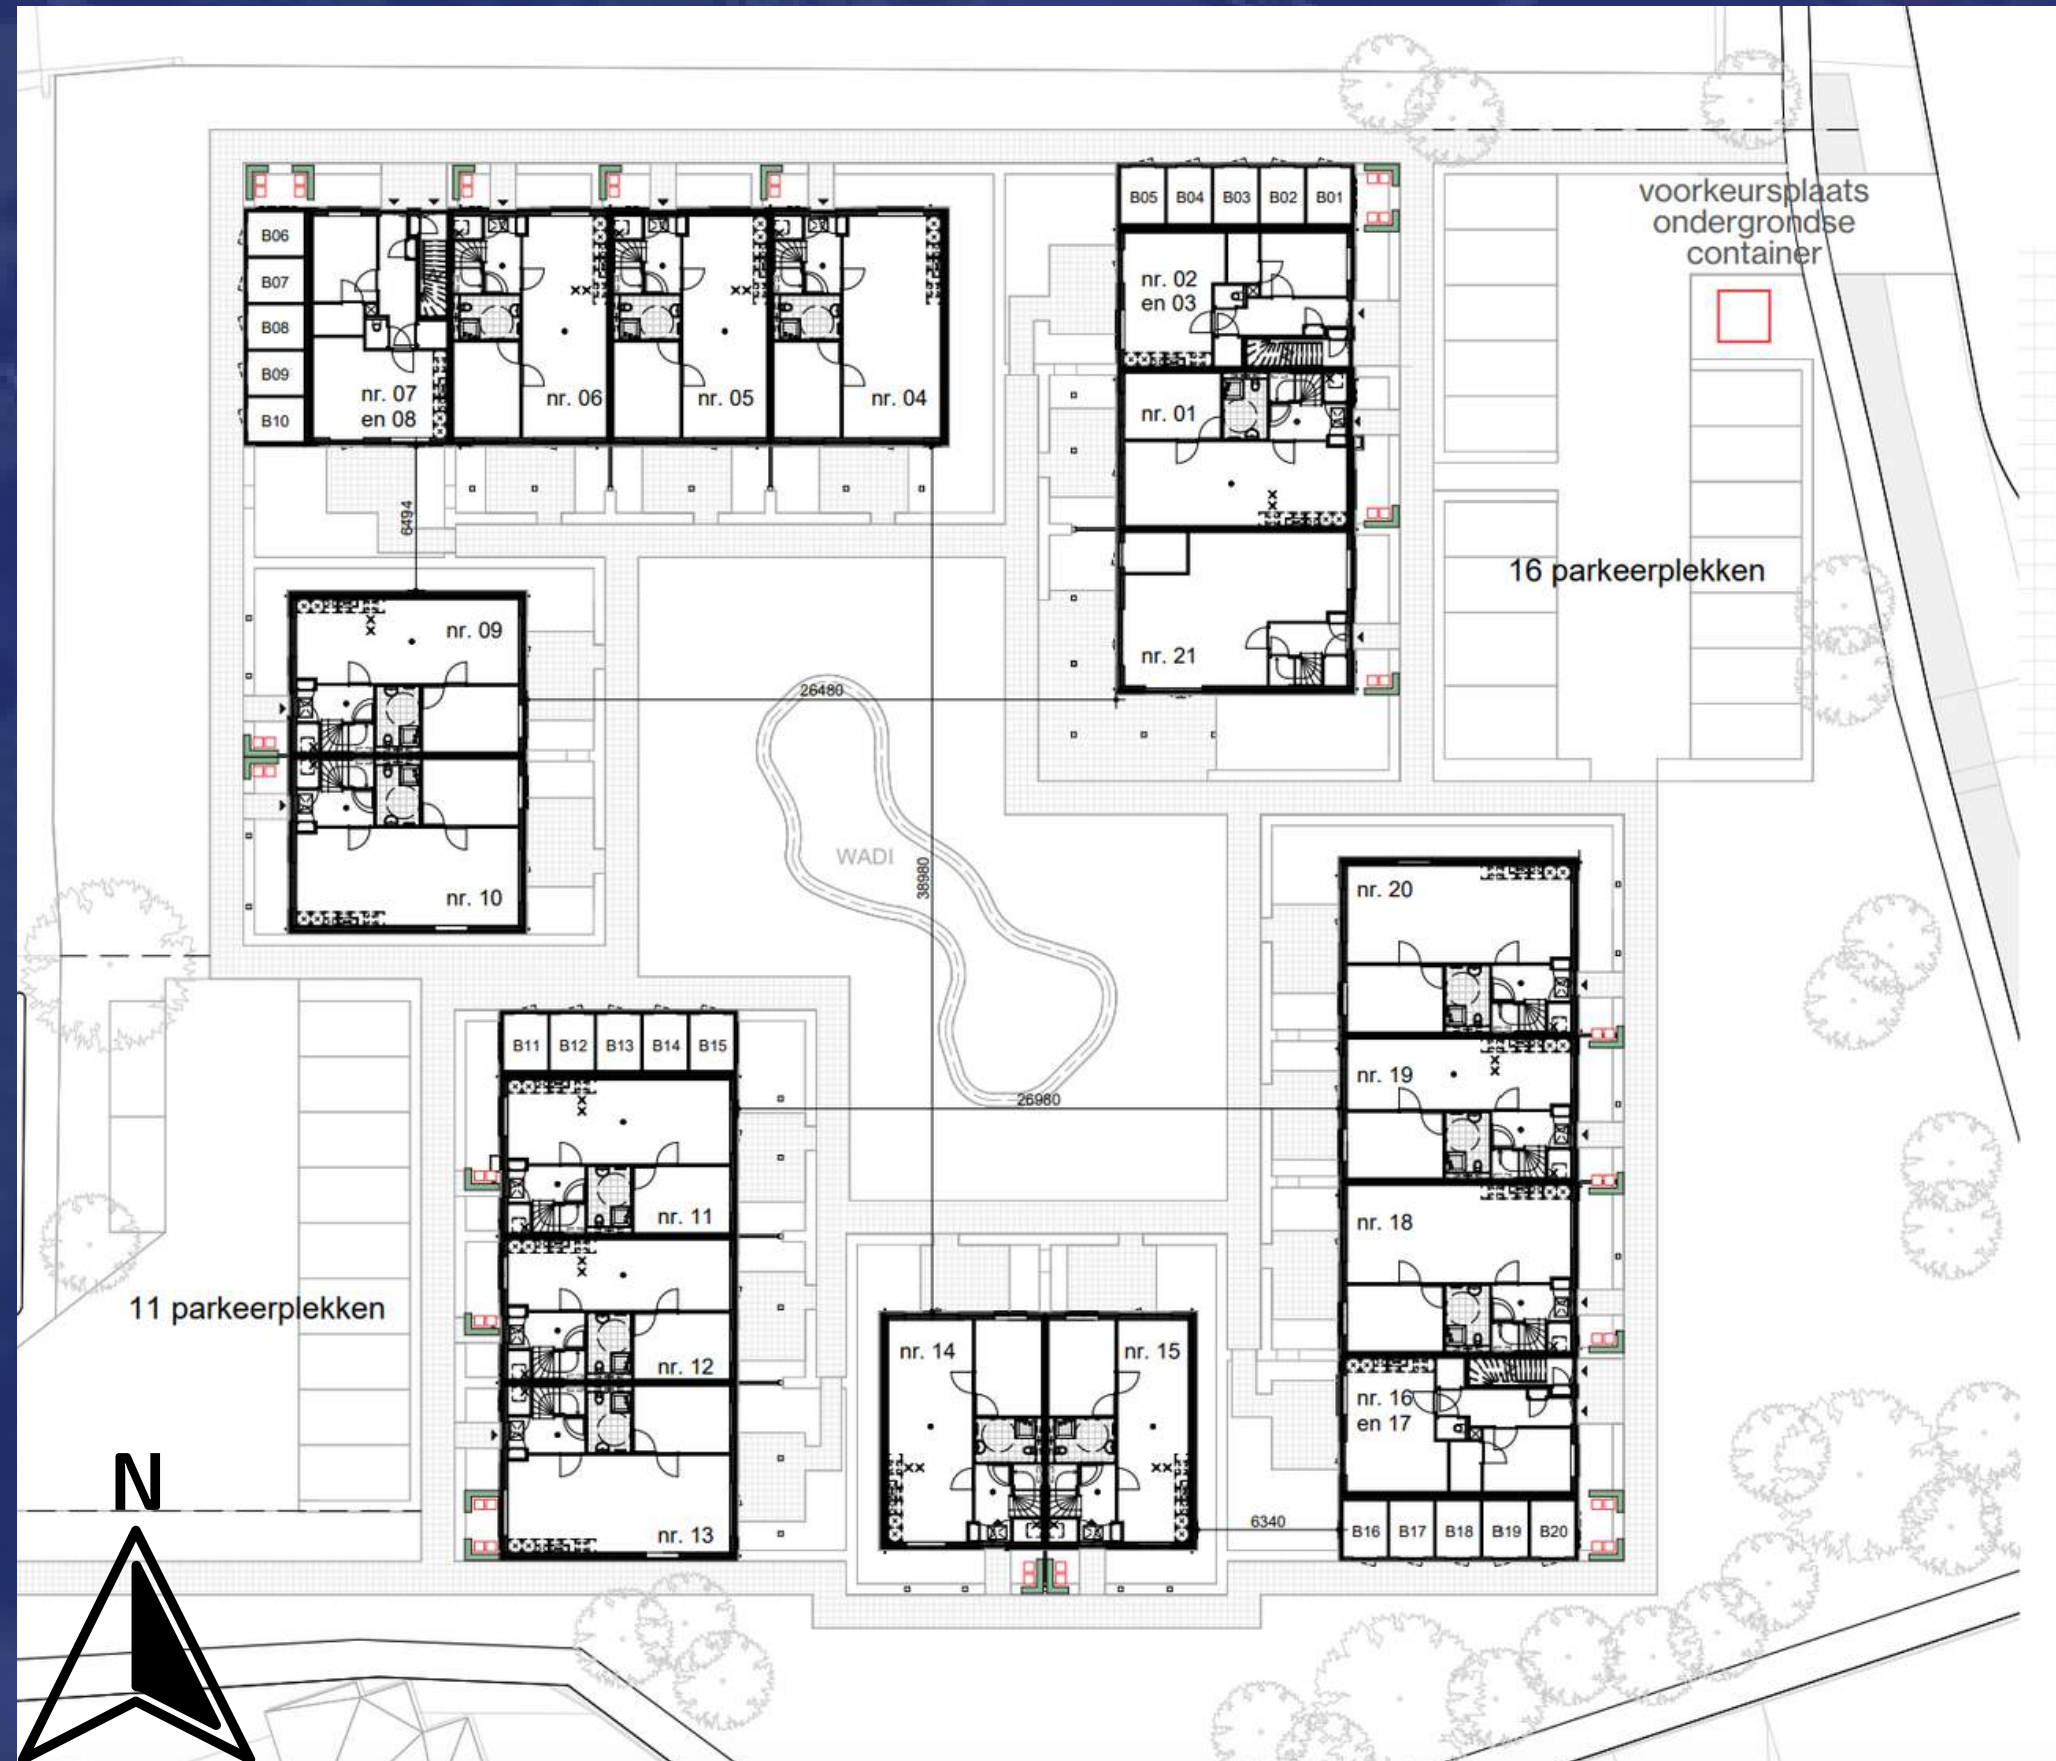 B05 B04 B03 B02 B01
voorkeursplaats
ondergrondse
container
B06
B07
B08
B09
B10
nr. 07
en 08
nr. 06
nr. 05
nr. 04
nr. 02
en 03
nr. 01
nr. 21
16 parkeerplekken
6494
nr. 09
nr. 10
26480
WADI
38980
26980
nr. 20
nr. 19
nr. 18
nr. 16
en 17
B11 B12 B13 B14 B15
nr. 11
nr. 12
nr. 13
11 parkeerplekken
nr. 14
nr. 15
6340
B16 B17 B18 B19 B20
N